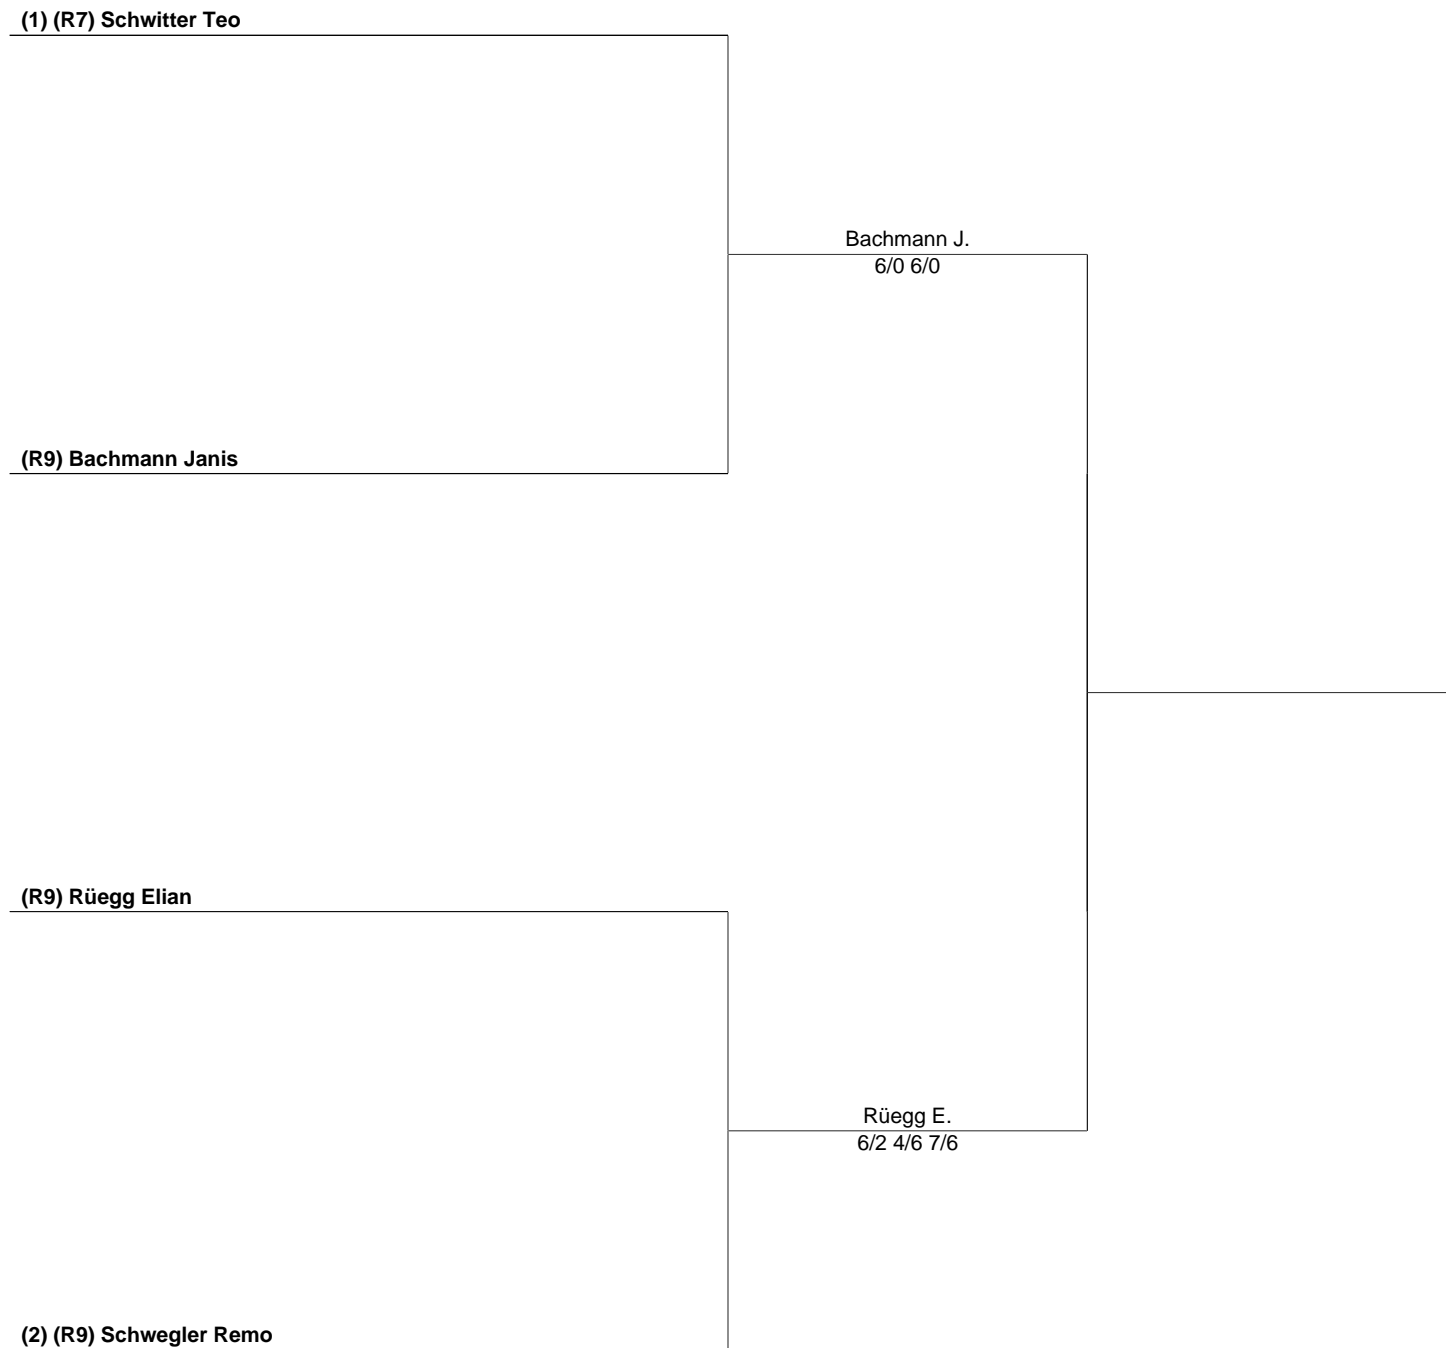 (1) (R7) Schwitter Teo
Bachmann J.
6/0 6/0
(R9) Bachmann Janis
(R9) Rüegg Elian
Rüegg E.
6/2 4/6 7/6
(2) (R9) Schwegler Remo